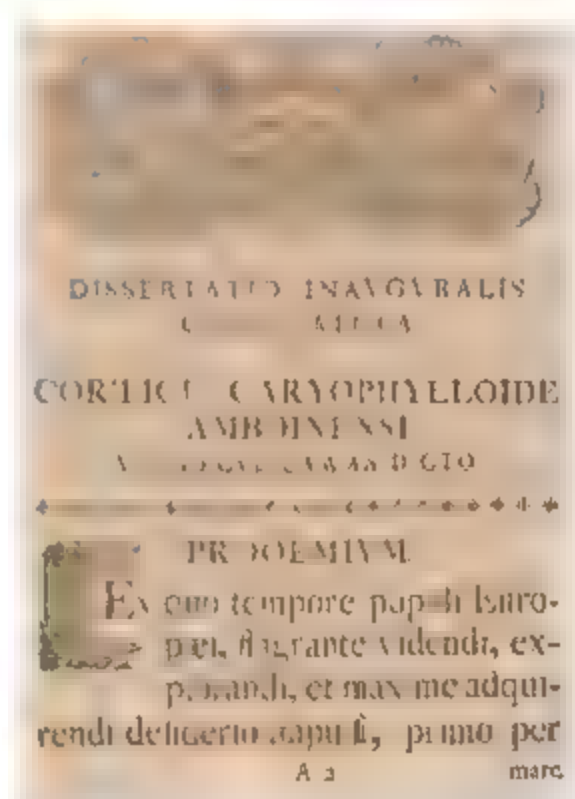 DISSERTATIO INAVGVRALIS
CORTICE CARYOPHYLLOIDE
AMBOINENSI
PROOEMIVM.
Ex quo tempore populi Euro-
paei, flagrante videndi, ex-
plorandi, et maxime adqui-
rendi desiderio impulsi, primo per
A 2 mare